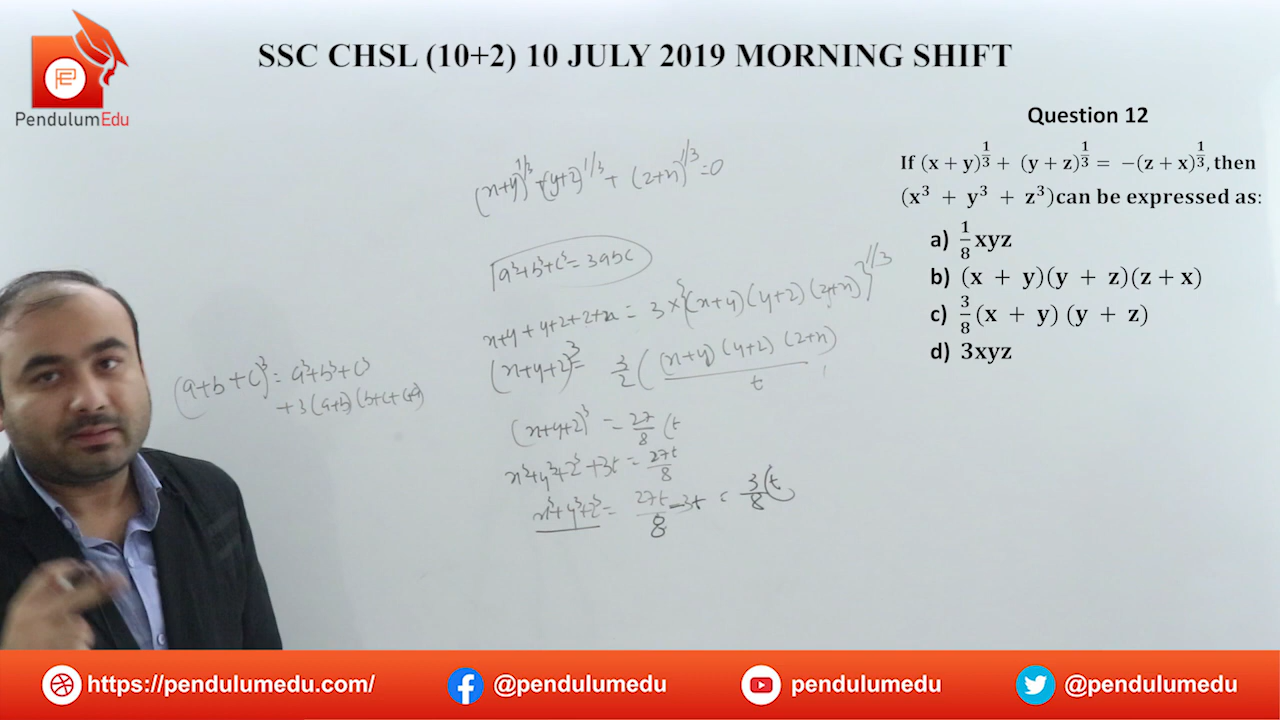 SSC CHSL (10+2) 10 JULY 2019 MORNING SHIFT
PendulumEdu
Question 12
If (x + y)^{1/3} + (y + z)^{1/3} = −(z + x)^{1/3}, then
(x³ + y³ + z³)can be expressed as:
a) 1/8 xyz
b) (x + y)(y + z)(z + x)
c) 3/8 (x + y) (y + z)
d) 3xyz
(x+y)^{1/3} + (y+z)^{1/3} + (z+x)^{1/3} = 0
a³+b³+c³ = 3abc
x+y + y+z + z+x = 3 × {(x+y)(y+z)(z+x)}^{1/3}
(x+y+z)³ = 3/2 ((x+y)(y+z)(z+x)
t
(a+b+c)³ = a³+b³+c³
+ 3(a+b)(b+c)(c+a)
(x+y+z)³ = 27/8 (t
x³+y³+z³ + 3t = 27t/8
x³+y³+z³ = 27t/8 − 3t = 3/8 (t
https://pendulumedu.com/
@pendulumedu
pendulumedu
@pendulumedu